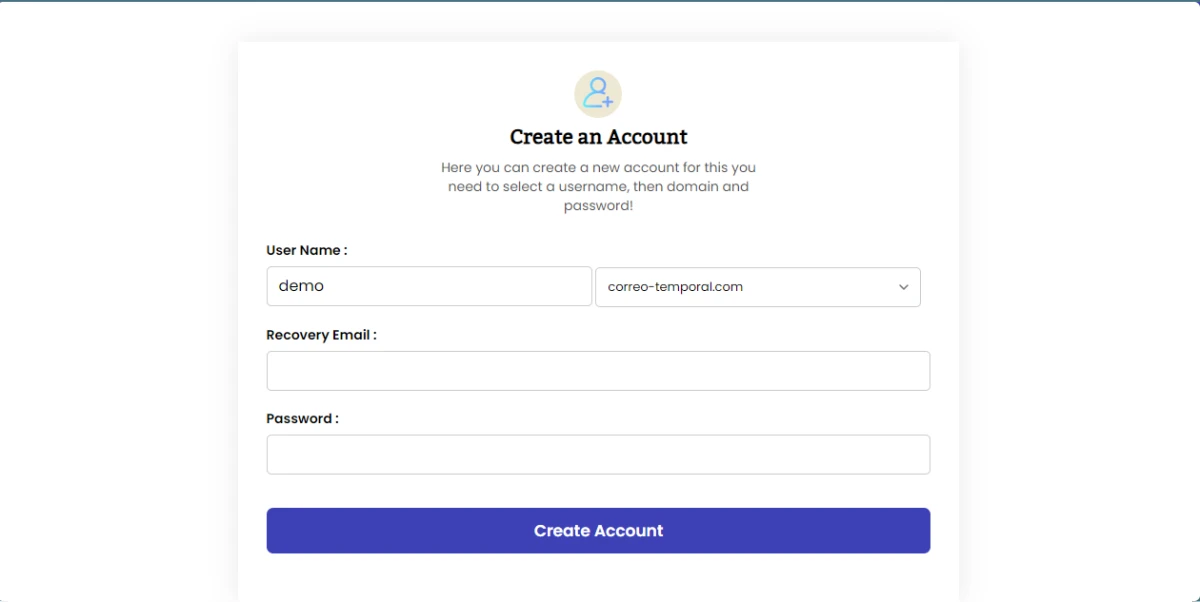 Create an Account
Here you can create a new account for this you
need to select a username, then domain and
password!
User Name :
demo
correo-temporal.com
Recovery Email :
Password :
Create Account